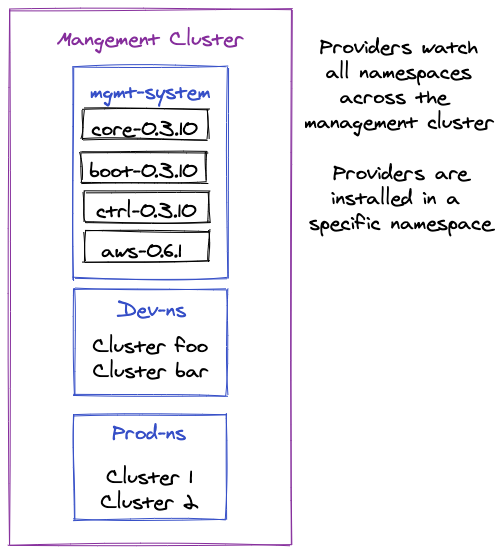 Mangement Cluster
mgmt-system
core-0.3.10
boot-0.3.10
ctrl-0.3.10
aws-0.6.1
Dev-ns
Cluster foo
Cluster bar
Prod-ns
Cluster 1
Cluster 2
Providers watch
all namespaces
across the
management cluster
Providers are
installed in a
specific namespace